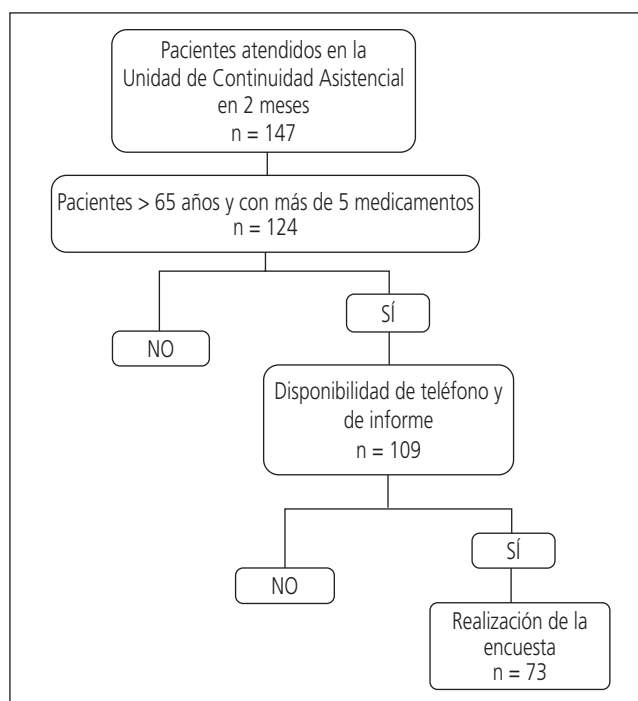 Pacientes atendidos en la
Unidad de Continuidad Asistencial
en 2 meses
n = 147
Pacientes > 65 años y con más de 5 medicamentos
n = 124
NO
SÍ
Disponibilidad de teléfono y
de informe
n = 109
NO
SÍ
Realización de la
encuesta
n = 73